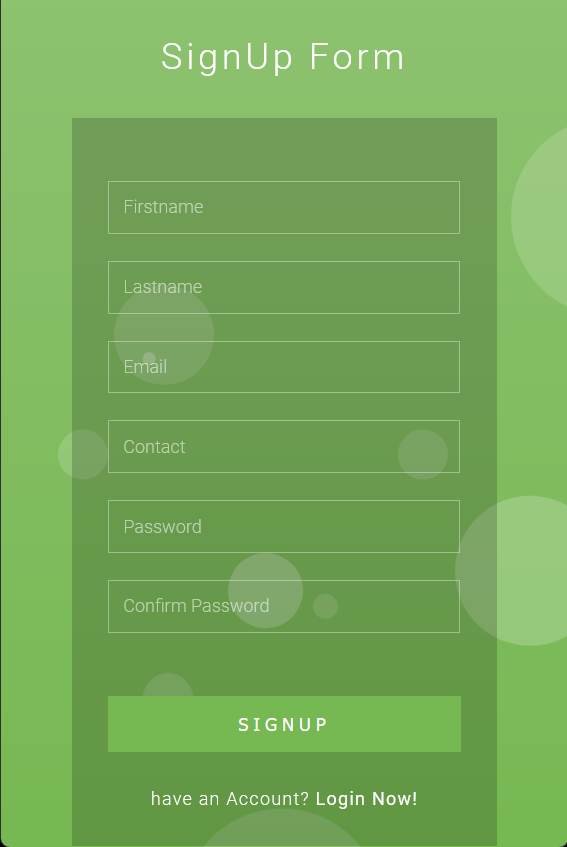 SignUp Form
Firstname
Lastname
Email
Contact
Password
Confirm Password
SIGNUP
have an Account? Login Now!